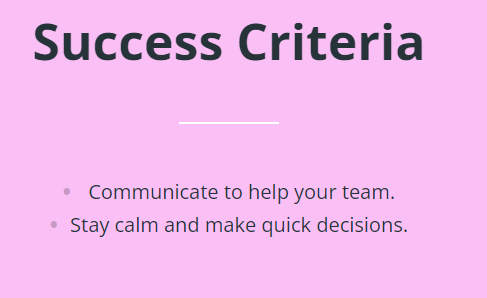 Success Criteria
• Communicate to help your team.
• Stay calm and make quick decisions.